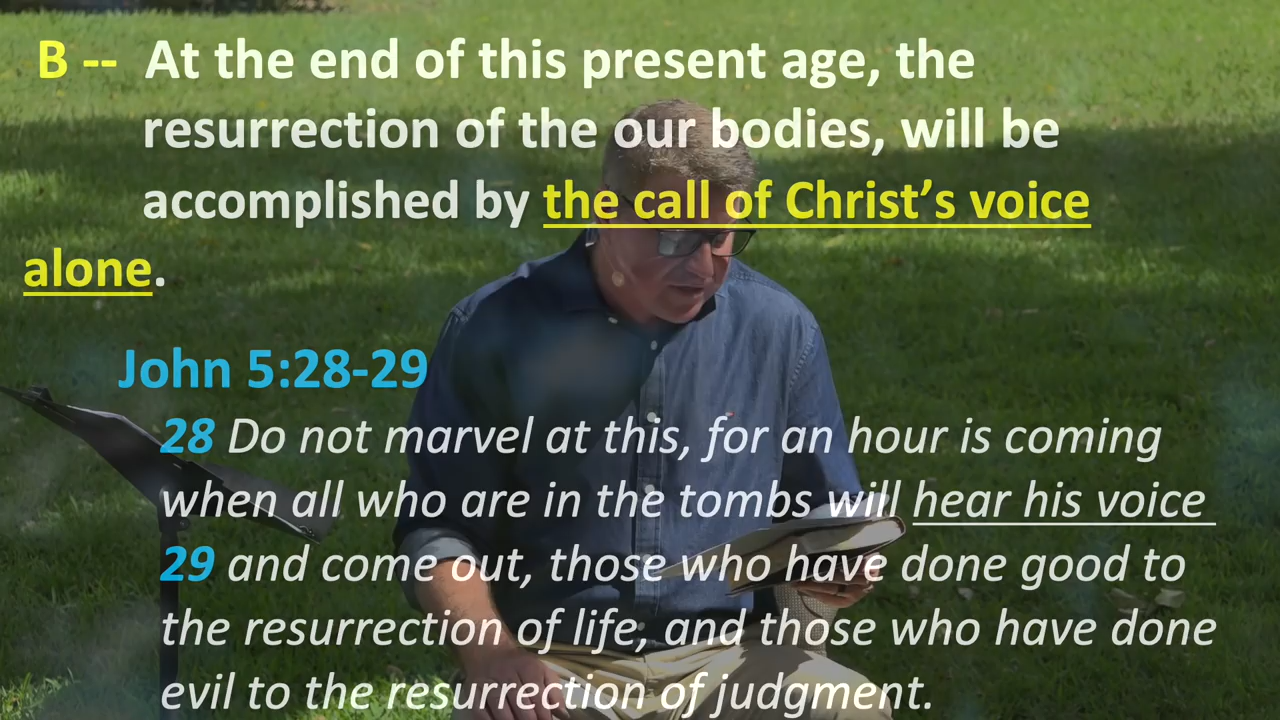 B -- At the end of this present age, the
resurrection of the our bodies, will be
accomplished by the call of Christ’s voice
alone.
John 5:28-29
28 Do not marvel at this, for an hour is coming
when all who are in the tombs will hear his voice
29 and come out, those who have done good to
the resurrection of life, and those who have done
evil to the resurrection of judgment.